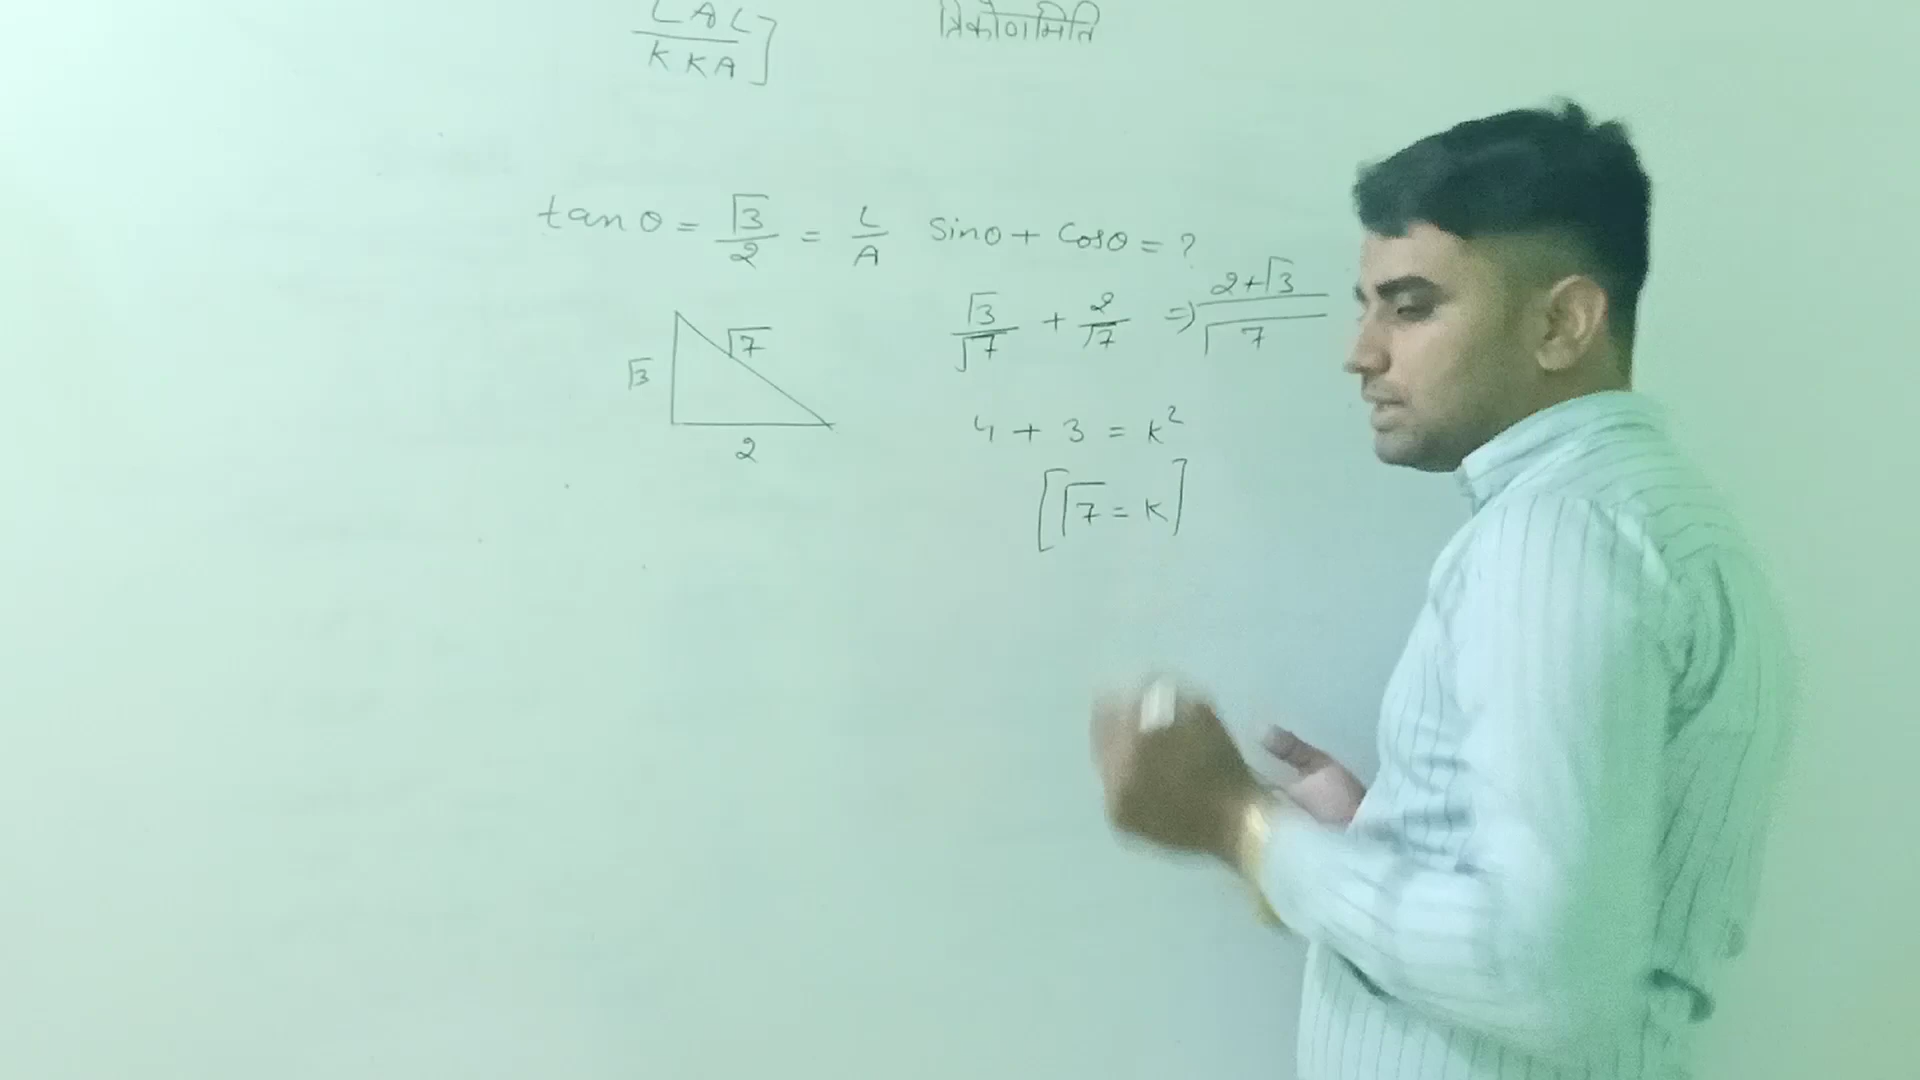 LAL
KKA]
त्रिकोणमिति
tanθ = √3/2 = L/A sinθ + cosθ = ?
√3/√7 + 2/√7 ⇒ 2+√3/√7
√3
√7
2
4 + 3 = K²
[√7 = K]